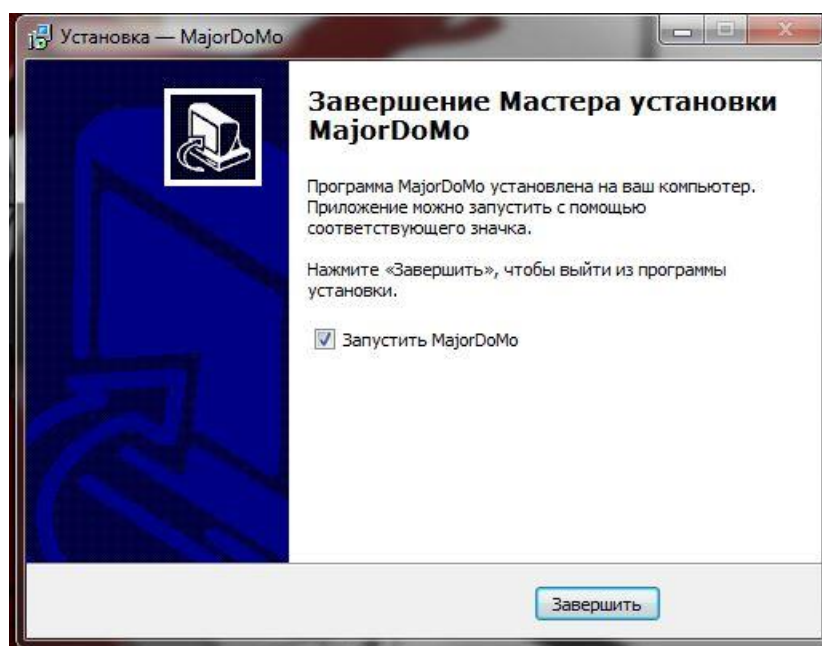 Установка — MajorDoMo
Завершение Мастера установки
MajorDoMo
Программа MajorDoMo установлена на ваш компьютер.
Приложение можно запустить с помощью
соответствующего значка.
Нажмите «Завершить», чтобы выйти из программы
установки.
Запустить MajorDoMo
Завершить